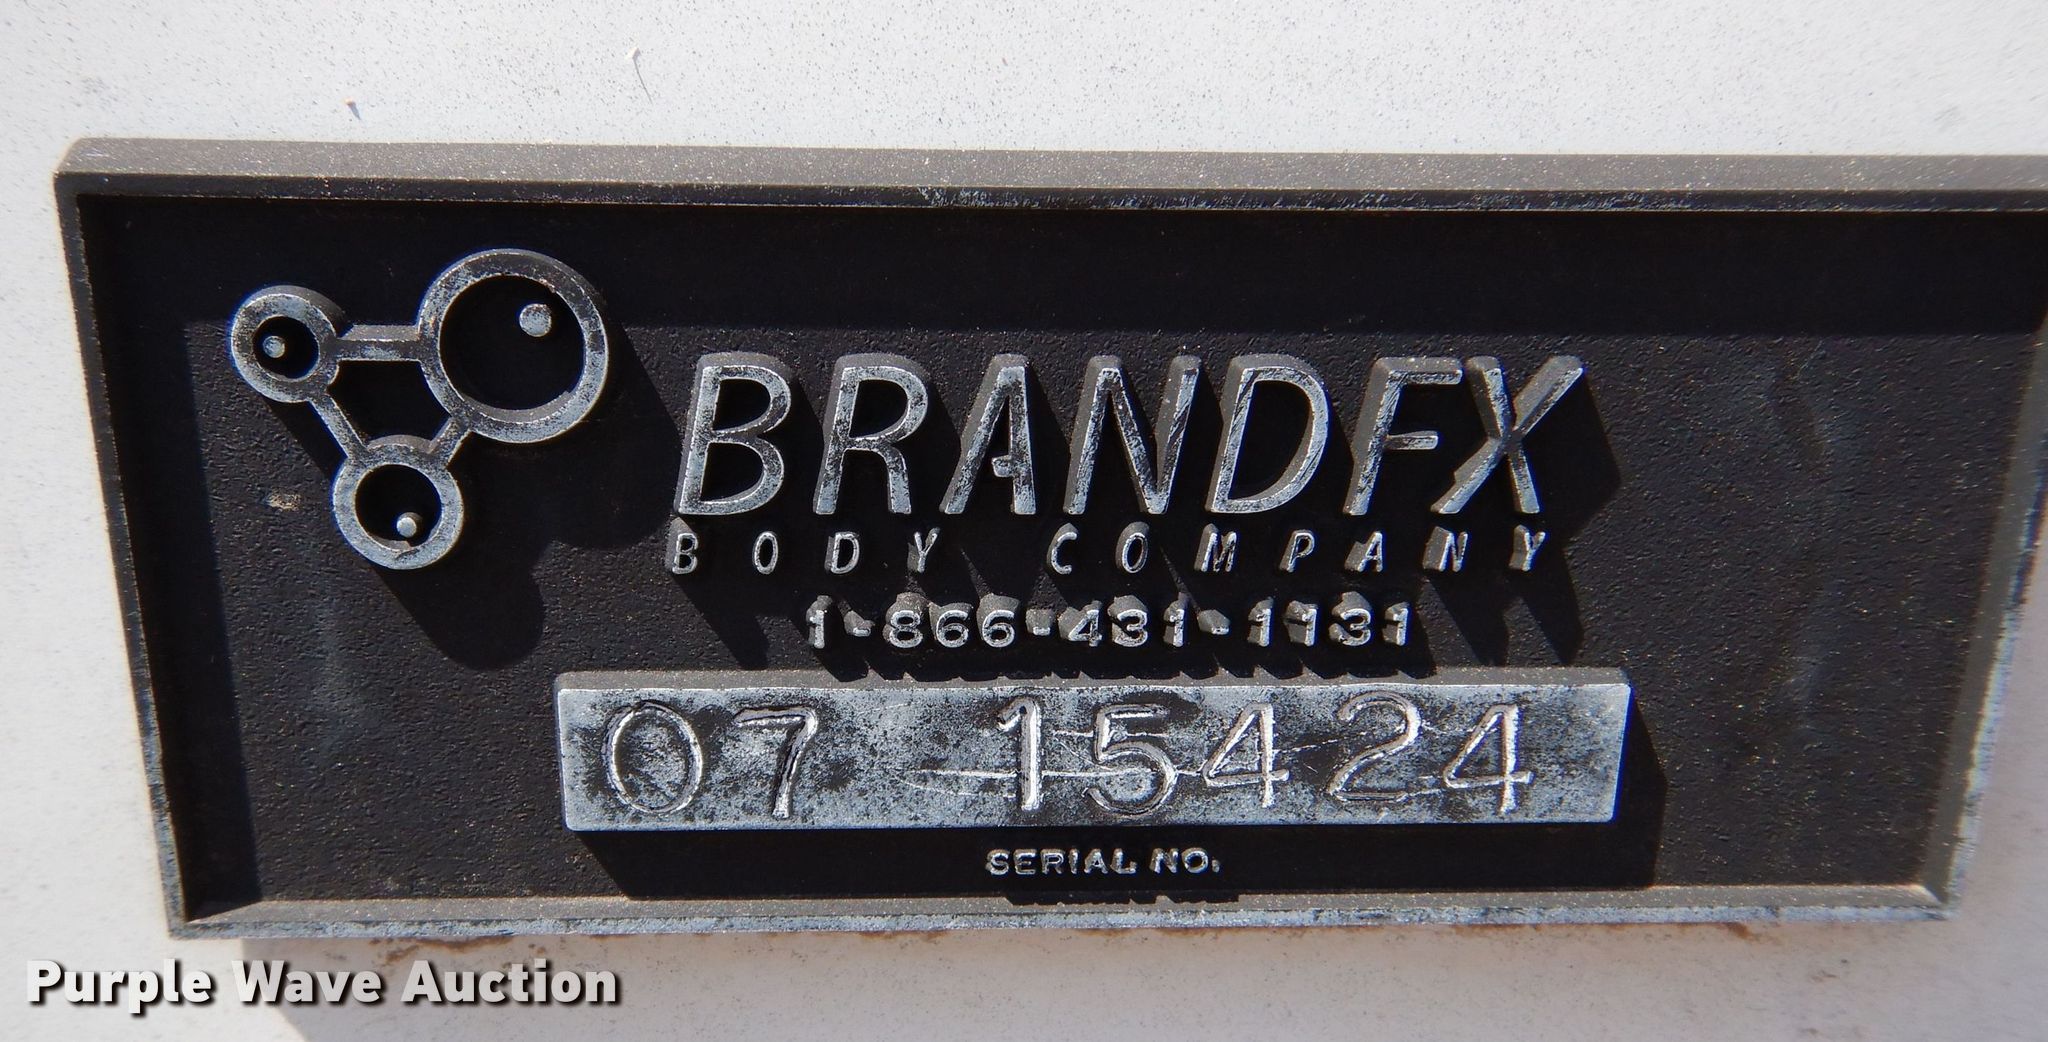 BRANDFX
BODY COMPANY
1-866-431-1131
07 15424
SERIAL NO.
Purple Wave Auction